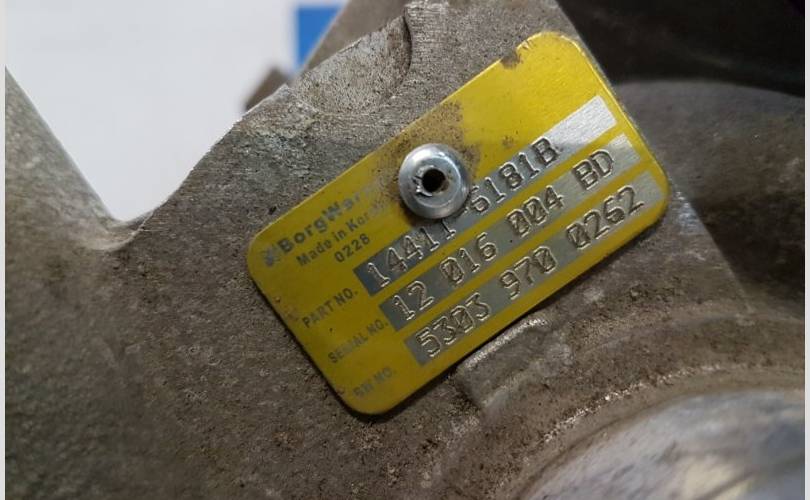 BorgWar
Made in Kor
0228
PART NO. 14411 6181B
SERIAL NO. 12 016 004 BD
BW NO. 5303 970 0262